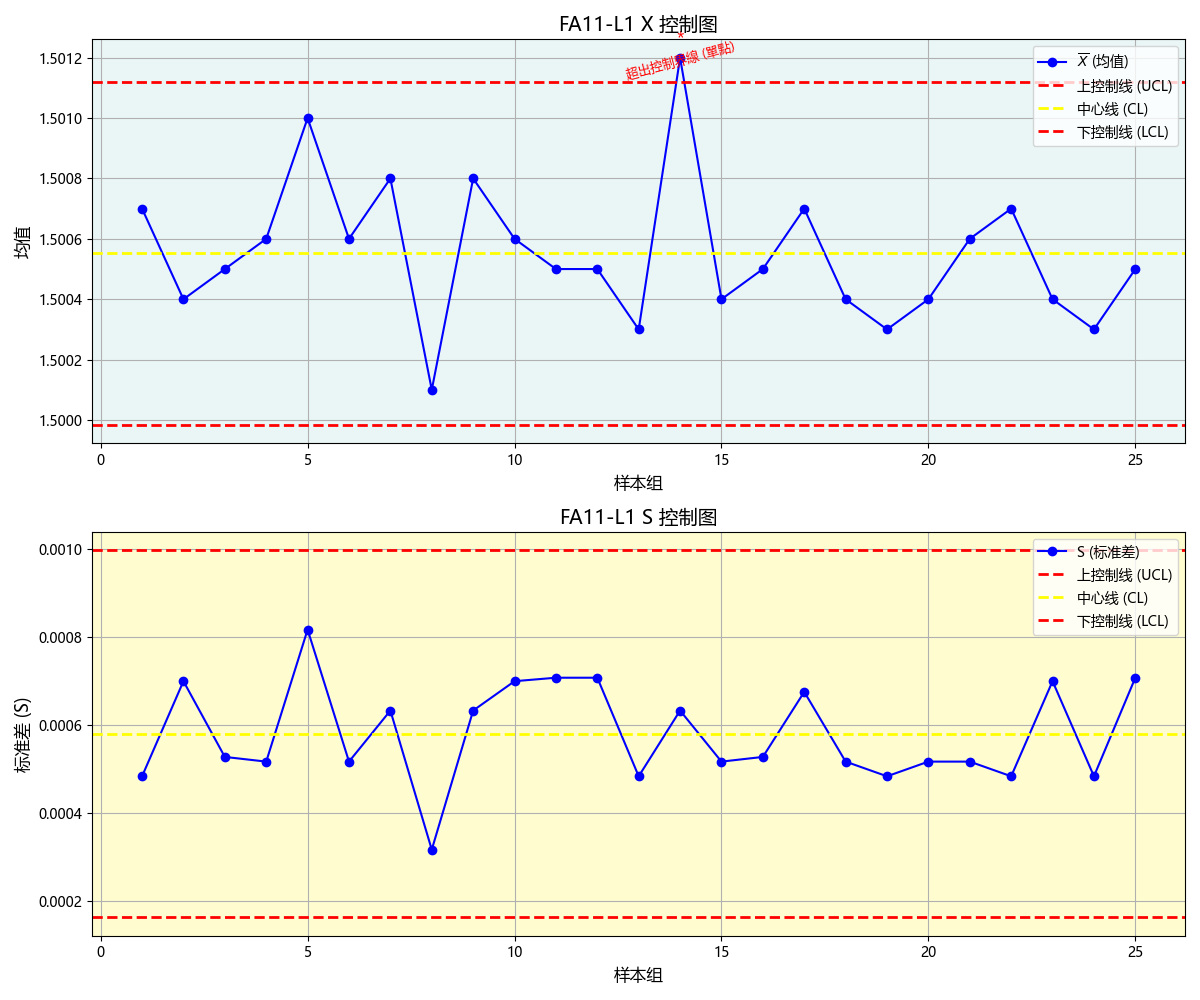 FA11-L1 X 控制图
*
超出控制界線 (單點)
X (均值)
上控制线 (UCL)
中心线 (CL)
下控制线 (LCL)
均值
1.5012
1.5010
1.5008
1.5006
1.5004
1.5002
1.5000
0 5 10 15 20 25
样本组
FA11-L1 S 控制图
S (标准差)
上控制线 (UCL)
中心线 (CL)
下控制线 (LCL)
标准差 (S)
0.0010
0.0008
0.0006
0.0004
0.0002
0 5 10 15 20 25
样本组